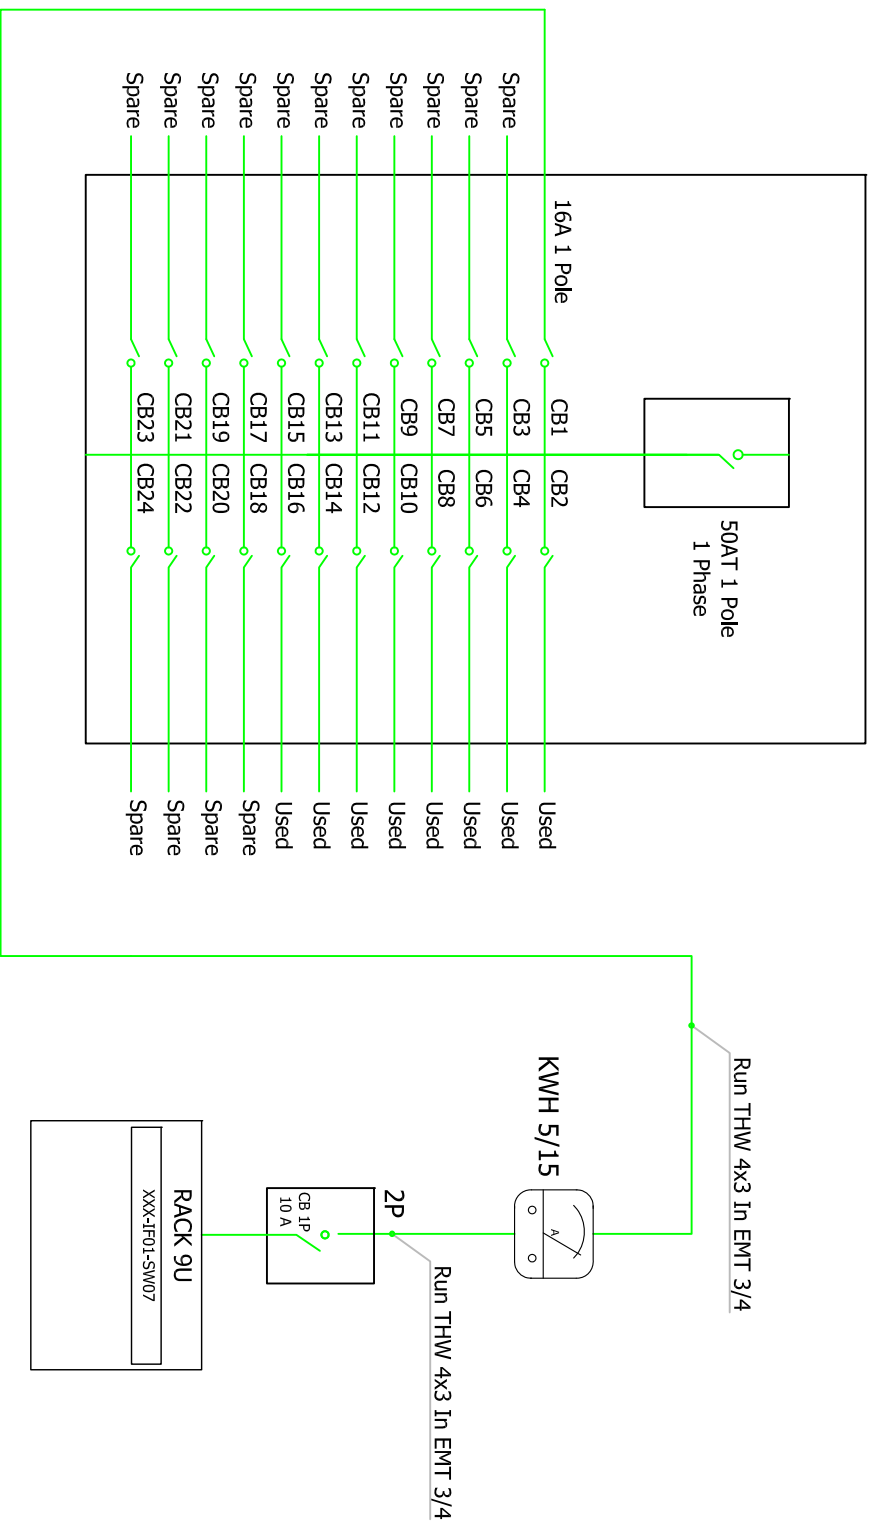 50AT 1 Pole
1 Phase
16A 1 Pole
CB1 CB2 Used
Spare CB3 CB4 Used
Spare CB5 CB6 Used
Spare CB7 CB8 Used
Spare CB9 CB10 Used
Spare CB11 CB12 Used
Spare CB13 CB14 Used
Spare CB15 CB16 Used
Spare CB17 CB18 Spare
Spare CB19 CB20 Spare
Spare CB21 CB22 Spare
Spare CB23 CB24 Spare
Run THW 4x3 In EMT 3/4
KWH 5/15
A
Run THW 4x3 In EMT 3/4
2P
CB 1P
10 A
RACK 9U
XXX-IF01-SW07